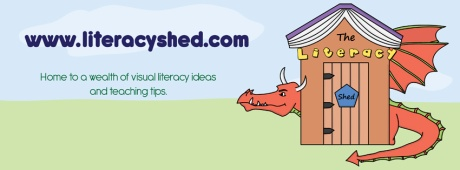 www.literacyshed.com
Home to a wealth of visual literacy ideas
and teaching tips.
The
Literacy
Shed